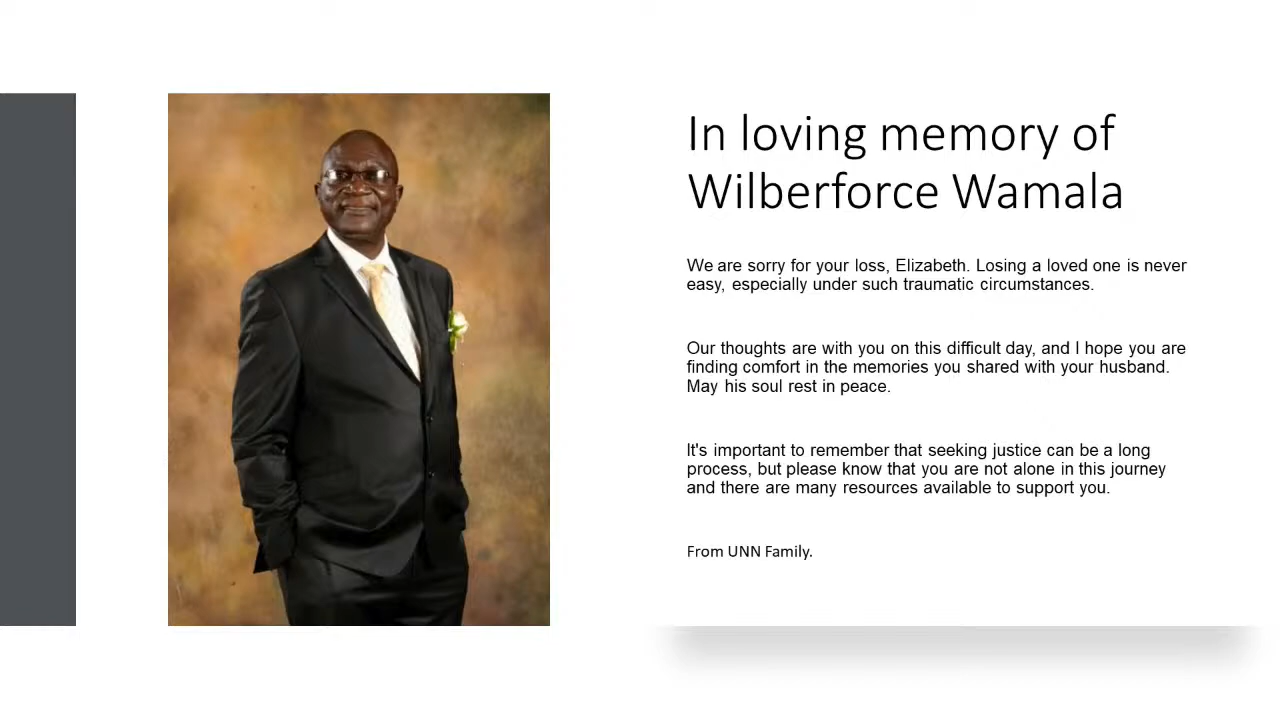 In loving memory of
Wilberforce Wamala
We are sorry for your loss, Elizabeth. Losing a loved one is never
easy, especially under such traumatic circumstances.
Our thoughts are with you on this difficult day, and I hope you are
finding comfort in the memories you shared with your husband.
May his soul rest in peace.
It's important to remember that seeking justice can be a long
process, but please know that you are not alone in this journey
and there are many resources available to support you.
From UNN Family.